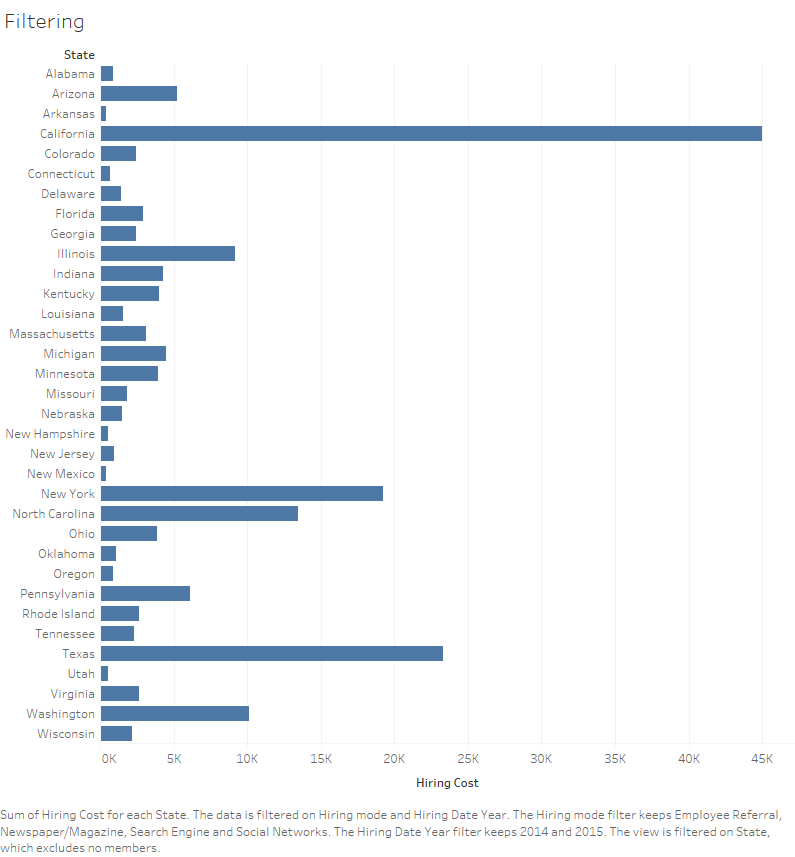 Filtering
State
Alabama
Arizona
Arkansas
California
Colorado
Connecticut
Delaware
Florida
Georgia
Illinois
Indiana
Kentucky
Louisiana
Massachusetts
Michigan
Minnesota
Missouri
Nebraska
New Hampshire
New Jersey
New Mexico
New York
North Carolina
Ohio
Oklahoma
Oregon
Pennsylvania
Rhode Island
Tennessee
Texas
Utah
Virginia
Washington
Wisconsin
0K 5K 10K 15K 20K 25K 30K 35K 40K 45K
Hiring Cost
Sum of Hiring Cost for each State. The data is filtered on Hiring mode and Hiring Date Year. The Hiring mode filter keeps Employee Referral,
Newspaper/Magazine, Search Engine and Social Networks. The Hiring Date Year filter keeps 2014 and 2015. The view is filtered on State,
which excludes no members.